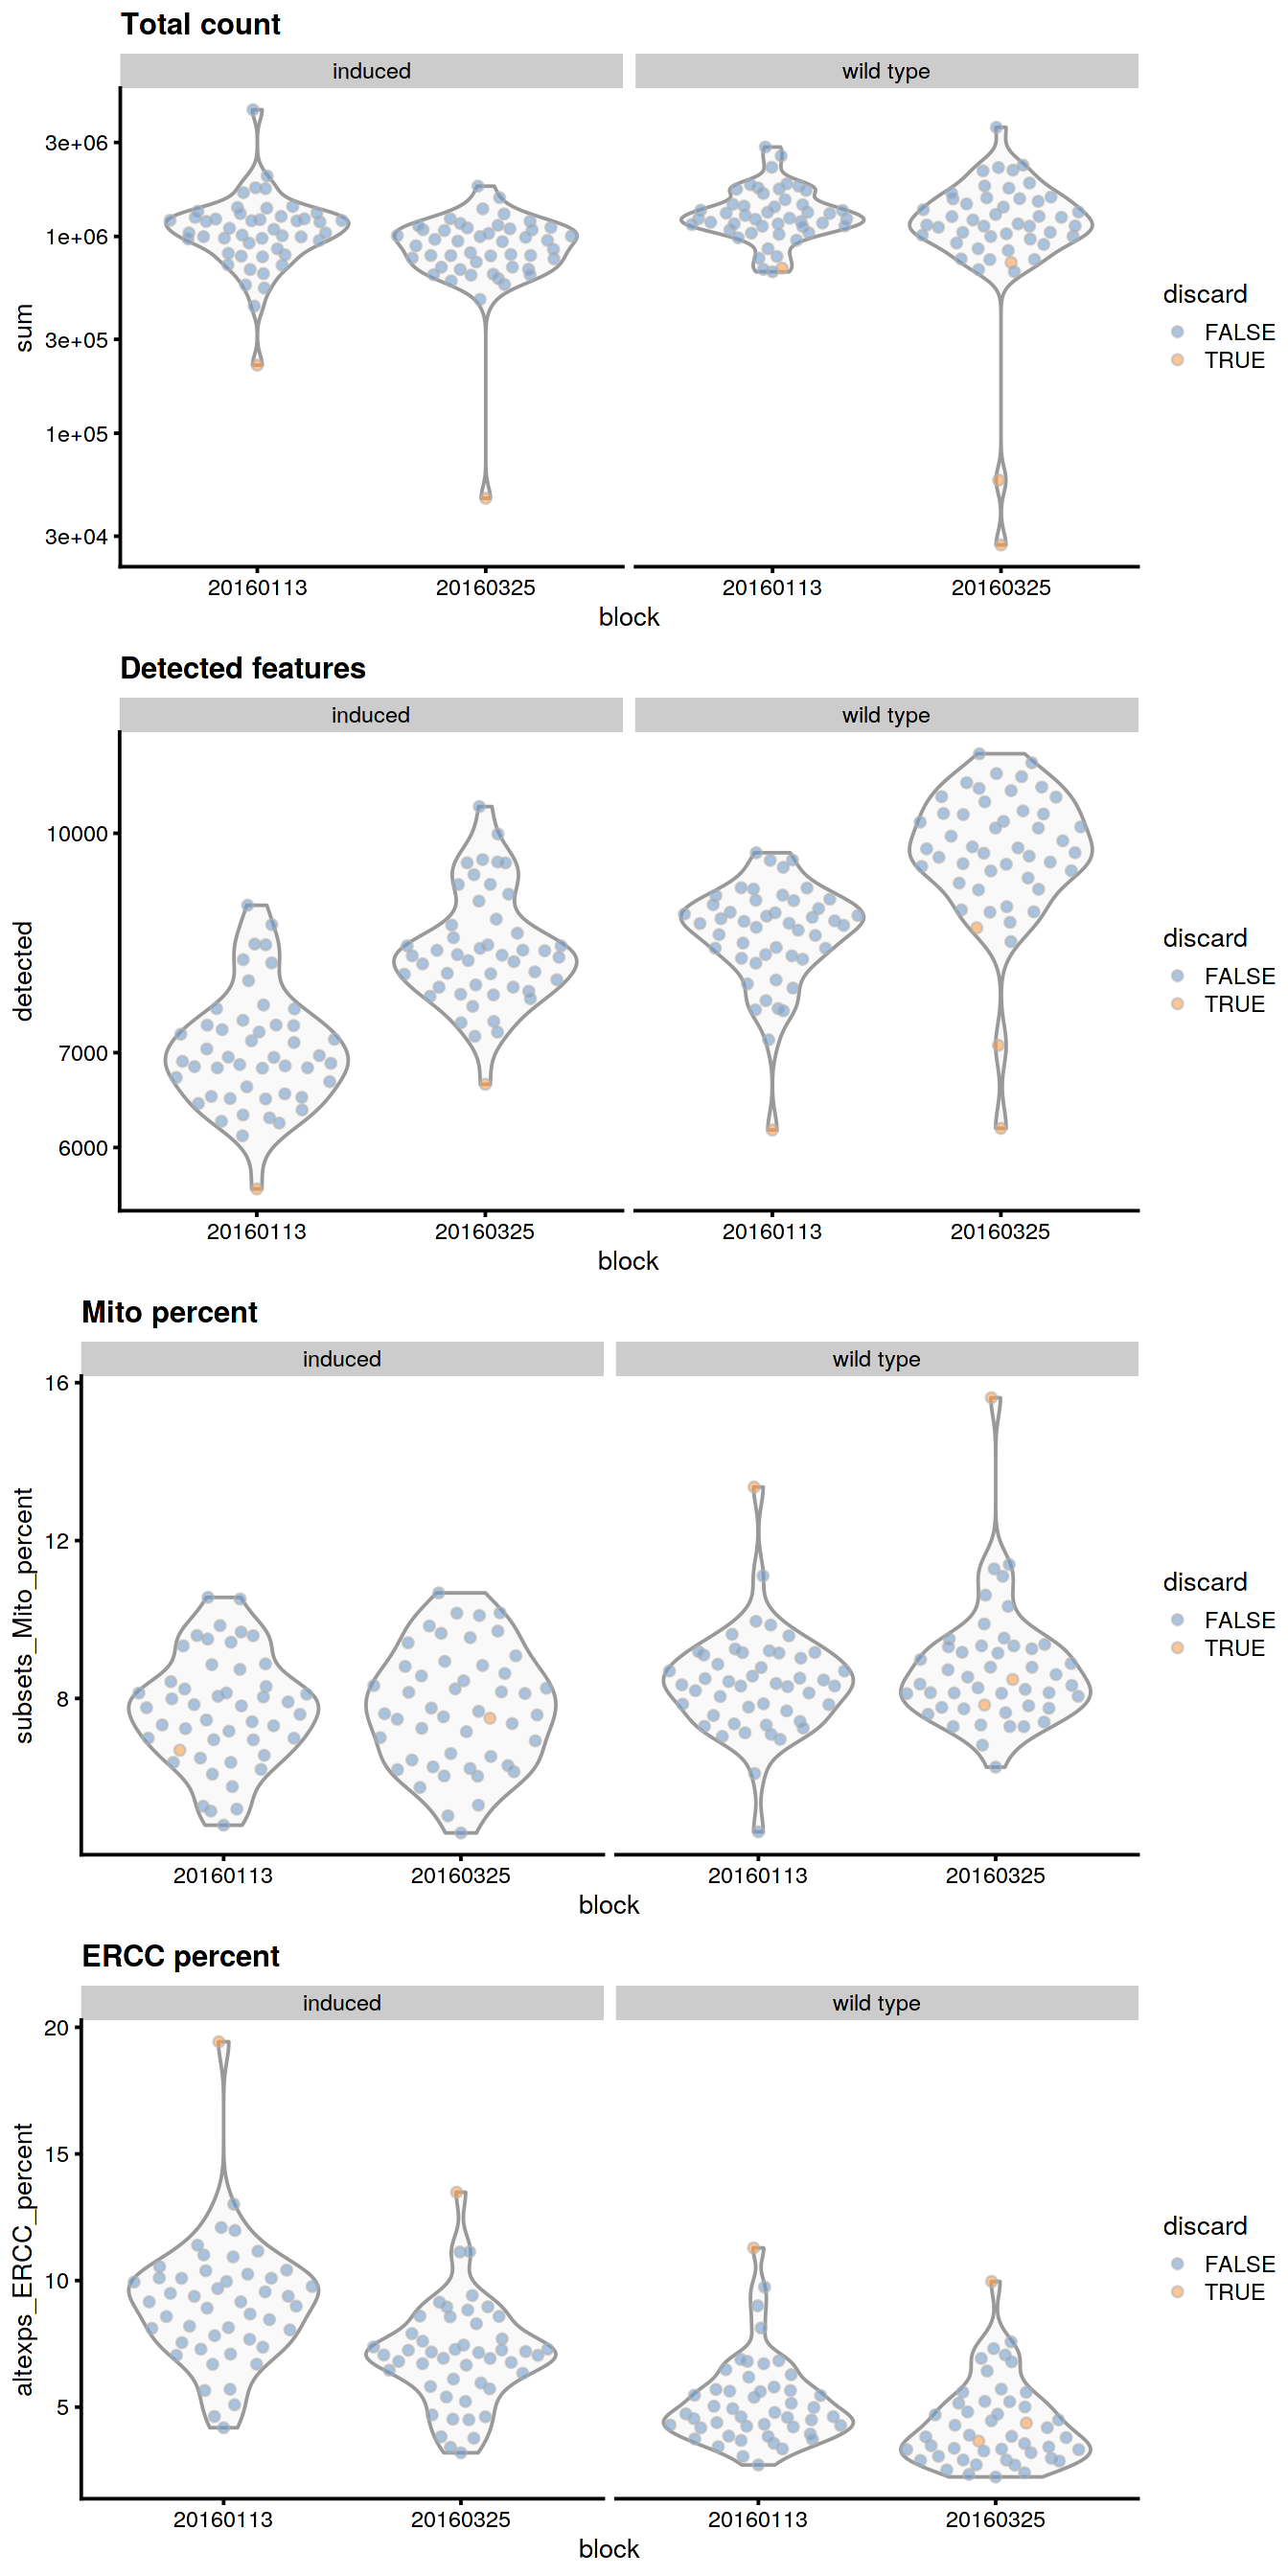 Total count
induced
wild type
3e+06
1e+06
3e+05
1e+05
3e+04
sum
20160113
20160325
20160113
20160325
block
discard
FALSE
TRUE
Detected features
induced
wild type
10000
7000
6000
detected
20160113
20160325
20160113
20160325
block
discard
FALSE
TRUE
Mito percent
induced
wild type
16
12
8
subsets_Mito_percent
20160113
20160325
20160113
20160325
block
discard
FALSE
TRUE
ERCC percent
induced
wild type
20
15
10
5
altexps_ERCC_percent
20160113
20160325
20160113
20160325
block
discard
FALSE
TRUE